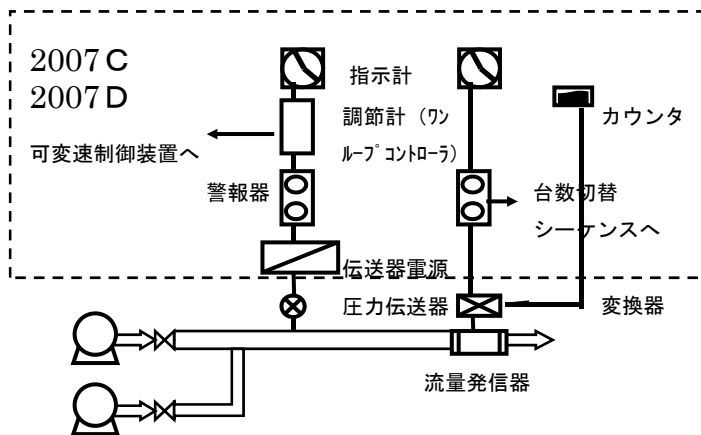 2007C
2007D
指示計
調節計（ﾜﾝ
ﾙｰﾌﾟｺﾝﾄﾛｰﾗ）
カウンタ
可変速制御装置へ
警報器
台数切替
シーケンスへ
伝送器電源
圧力伝送器
変換器
流量発信器